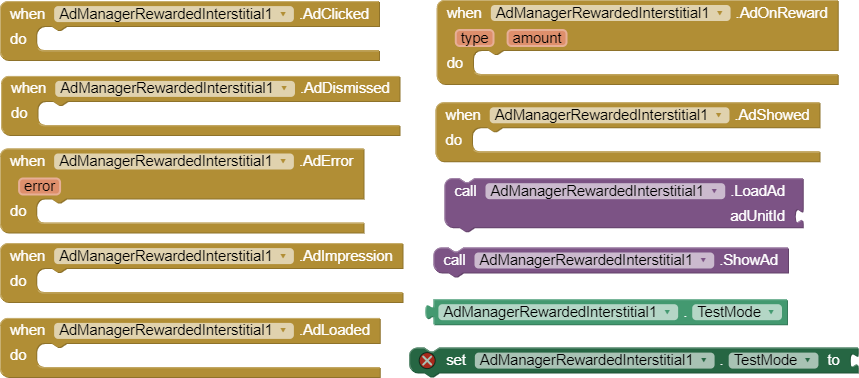 when AdManagerRewardedInterstitial1 .AdClicked
do
when AdManagerRewardedInterstitial1 .AdDismissed
do
when AdManagerRewardedInterstitial1 .AdError
error
do
when AdManagerRewardedInterstitial1 .AdImpression
do
when AdManagerRewardedInterstitial1 .AdLoaded
do
when AdManagerRewardedInterstitial1 .AdOnReward
type amount
do
when AdManagerRewardedInterstitial1 .AdShowed
do
call AdManagerRewardedInterstitial1 .LoadAd
adUnitId
call AdManagerRewardedInterstitial1 .ShowAd
AdManagerRewardedInterstitial1 . TestMode
set AdManagerRewardedInterstitial1 . TestMode to